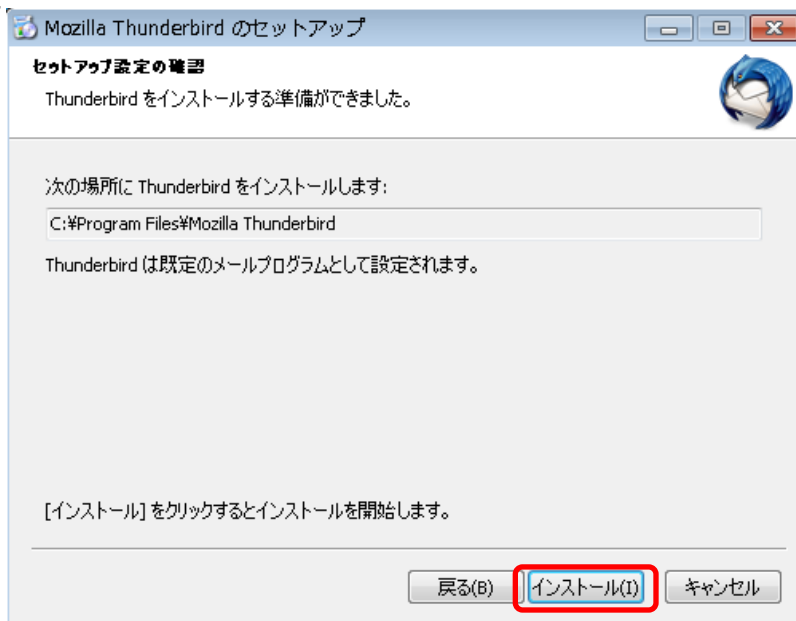 Mozilla Thunderbird のセットアップ
セットアップ設定の確認
Thunderbird をインストールする準備ができました。
次の場所に Thunderbird をインストールします:
C:¥Program Files¥Mozilla Thunderbird
Thunderbird は既定のメールプログラムとして設定されます。
[インストール] をクリックするとインストールを開始します。
戻る(B) インストール(I) キャンセル